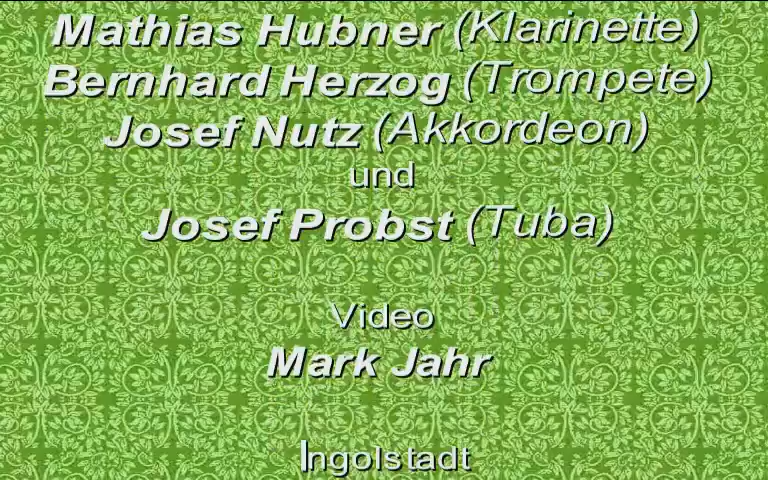 Mathias Hubner (Klarinette)
Bernhard Herzog (Trompete)
Josef Nutz (Akkordeon)
und
Josef Probst (Tuba)
Video
Mark Jahr
Ingolstadt